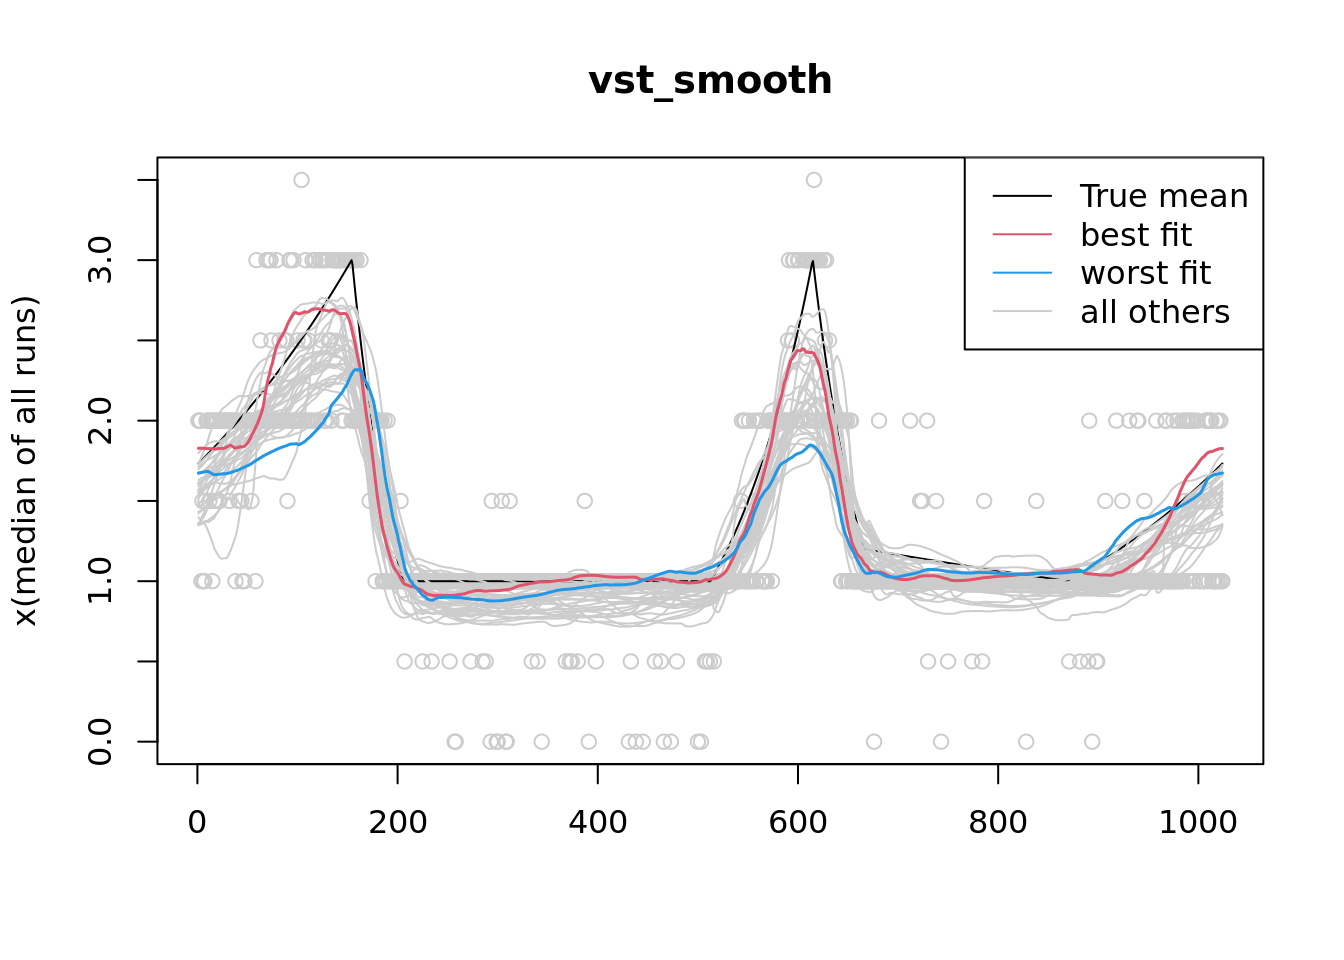 vst_smooth
x(median of all runs)
3.0
2.0
1.0
0.0
True mean
best fit
worst fit
all others
0 200 400 600 800 1000